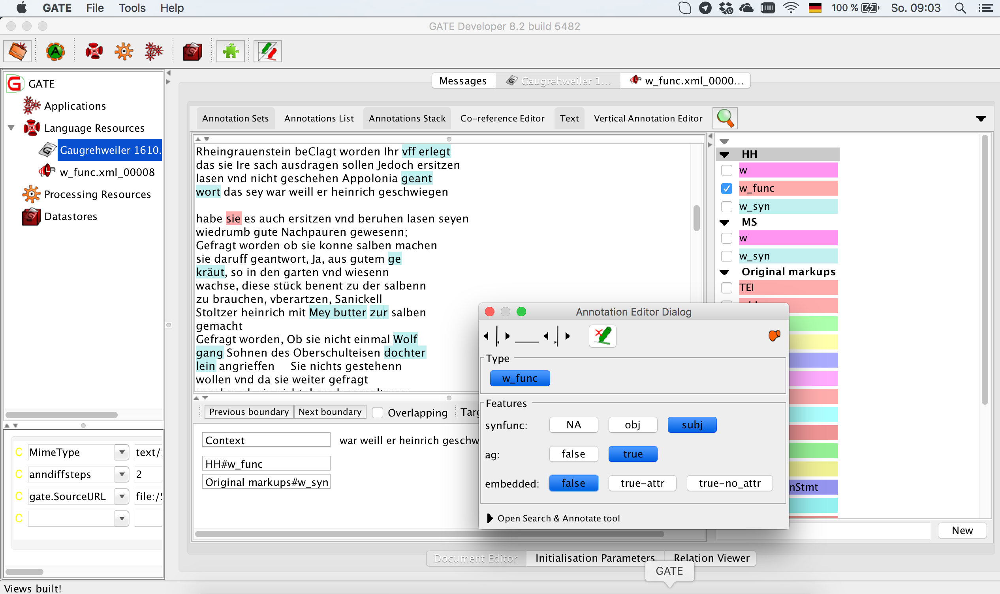 GATE File Tools Help 100 % So. 09:03
GATE Developer 8.2 build 5482
GATE
Applications
Language Resources
Gaugrehweiler 1610.
w_func.xml_00008
Processing Resources
Datastores
MimeType text/
anndiffsteps 2
gate.SourceURL file:/
Messages Gaugrehweiler 1... w_func.xml_0000...
Annotation Sets Annotations List Annotations Stack Co-reference Editor Text Vertical Annotation Editor
Rheingrauenstein beClagt worden Ihr vff erlegt
das sie Ire sach ausdragen sollen Jedoch ersitzen
lasen vnd nicht geschehen Appolonia geant
wort das sey war weill er heinrich geschwiegen
habe sie es auch ersitzen vnd beruhen lasen seyen
wiedrumb gute Nachpauren gewesenn;
Gefragt worden ob sie konne salben machen
sie daruff geantwort, Ja, aus gutem ge
kräut, so in den garten vnd wiesenn
wachse, diese stück benent zu der salbenn
zu brauchen, vberartzen, Sanickell
Stoltzer heinrich mit Mey butter zur salben
gemacht
Gefragt worden, Ob sie nicht einmal Wolf
gang Sohnen des Oberschulteisen dochter
lein angrieffen Sie nichts gestehenn
wollen vnd da sie weiter gefragt
Previous boundary Next boundary Overlapping
Context war weill er heinrich geschw
HH#w_func
Original markups#w_syn
HH
w
w_func
w_syn
MS
w
w_syn
Original markups
TEI
nStmt
New
Annotation Editor Dialog
Type
w_func
Features
synfunc: NA obj subj
ag: false true
embedded: false true-attr true-no_attr
Open Search & Annotate tool
Document Editor Initialisation Parameters Relation Viewer
GATE
Views built!